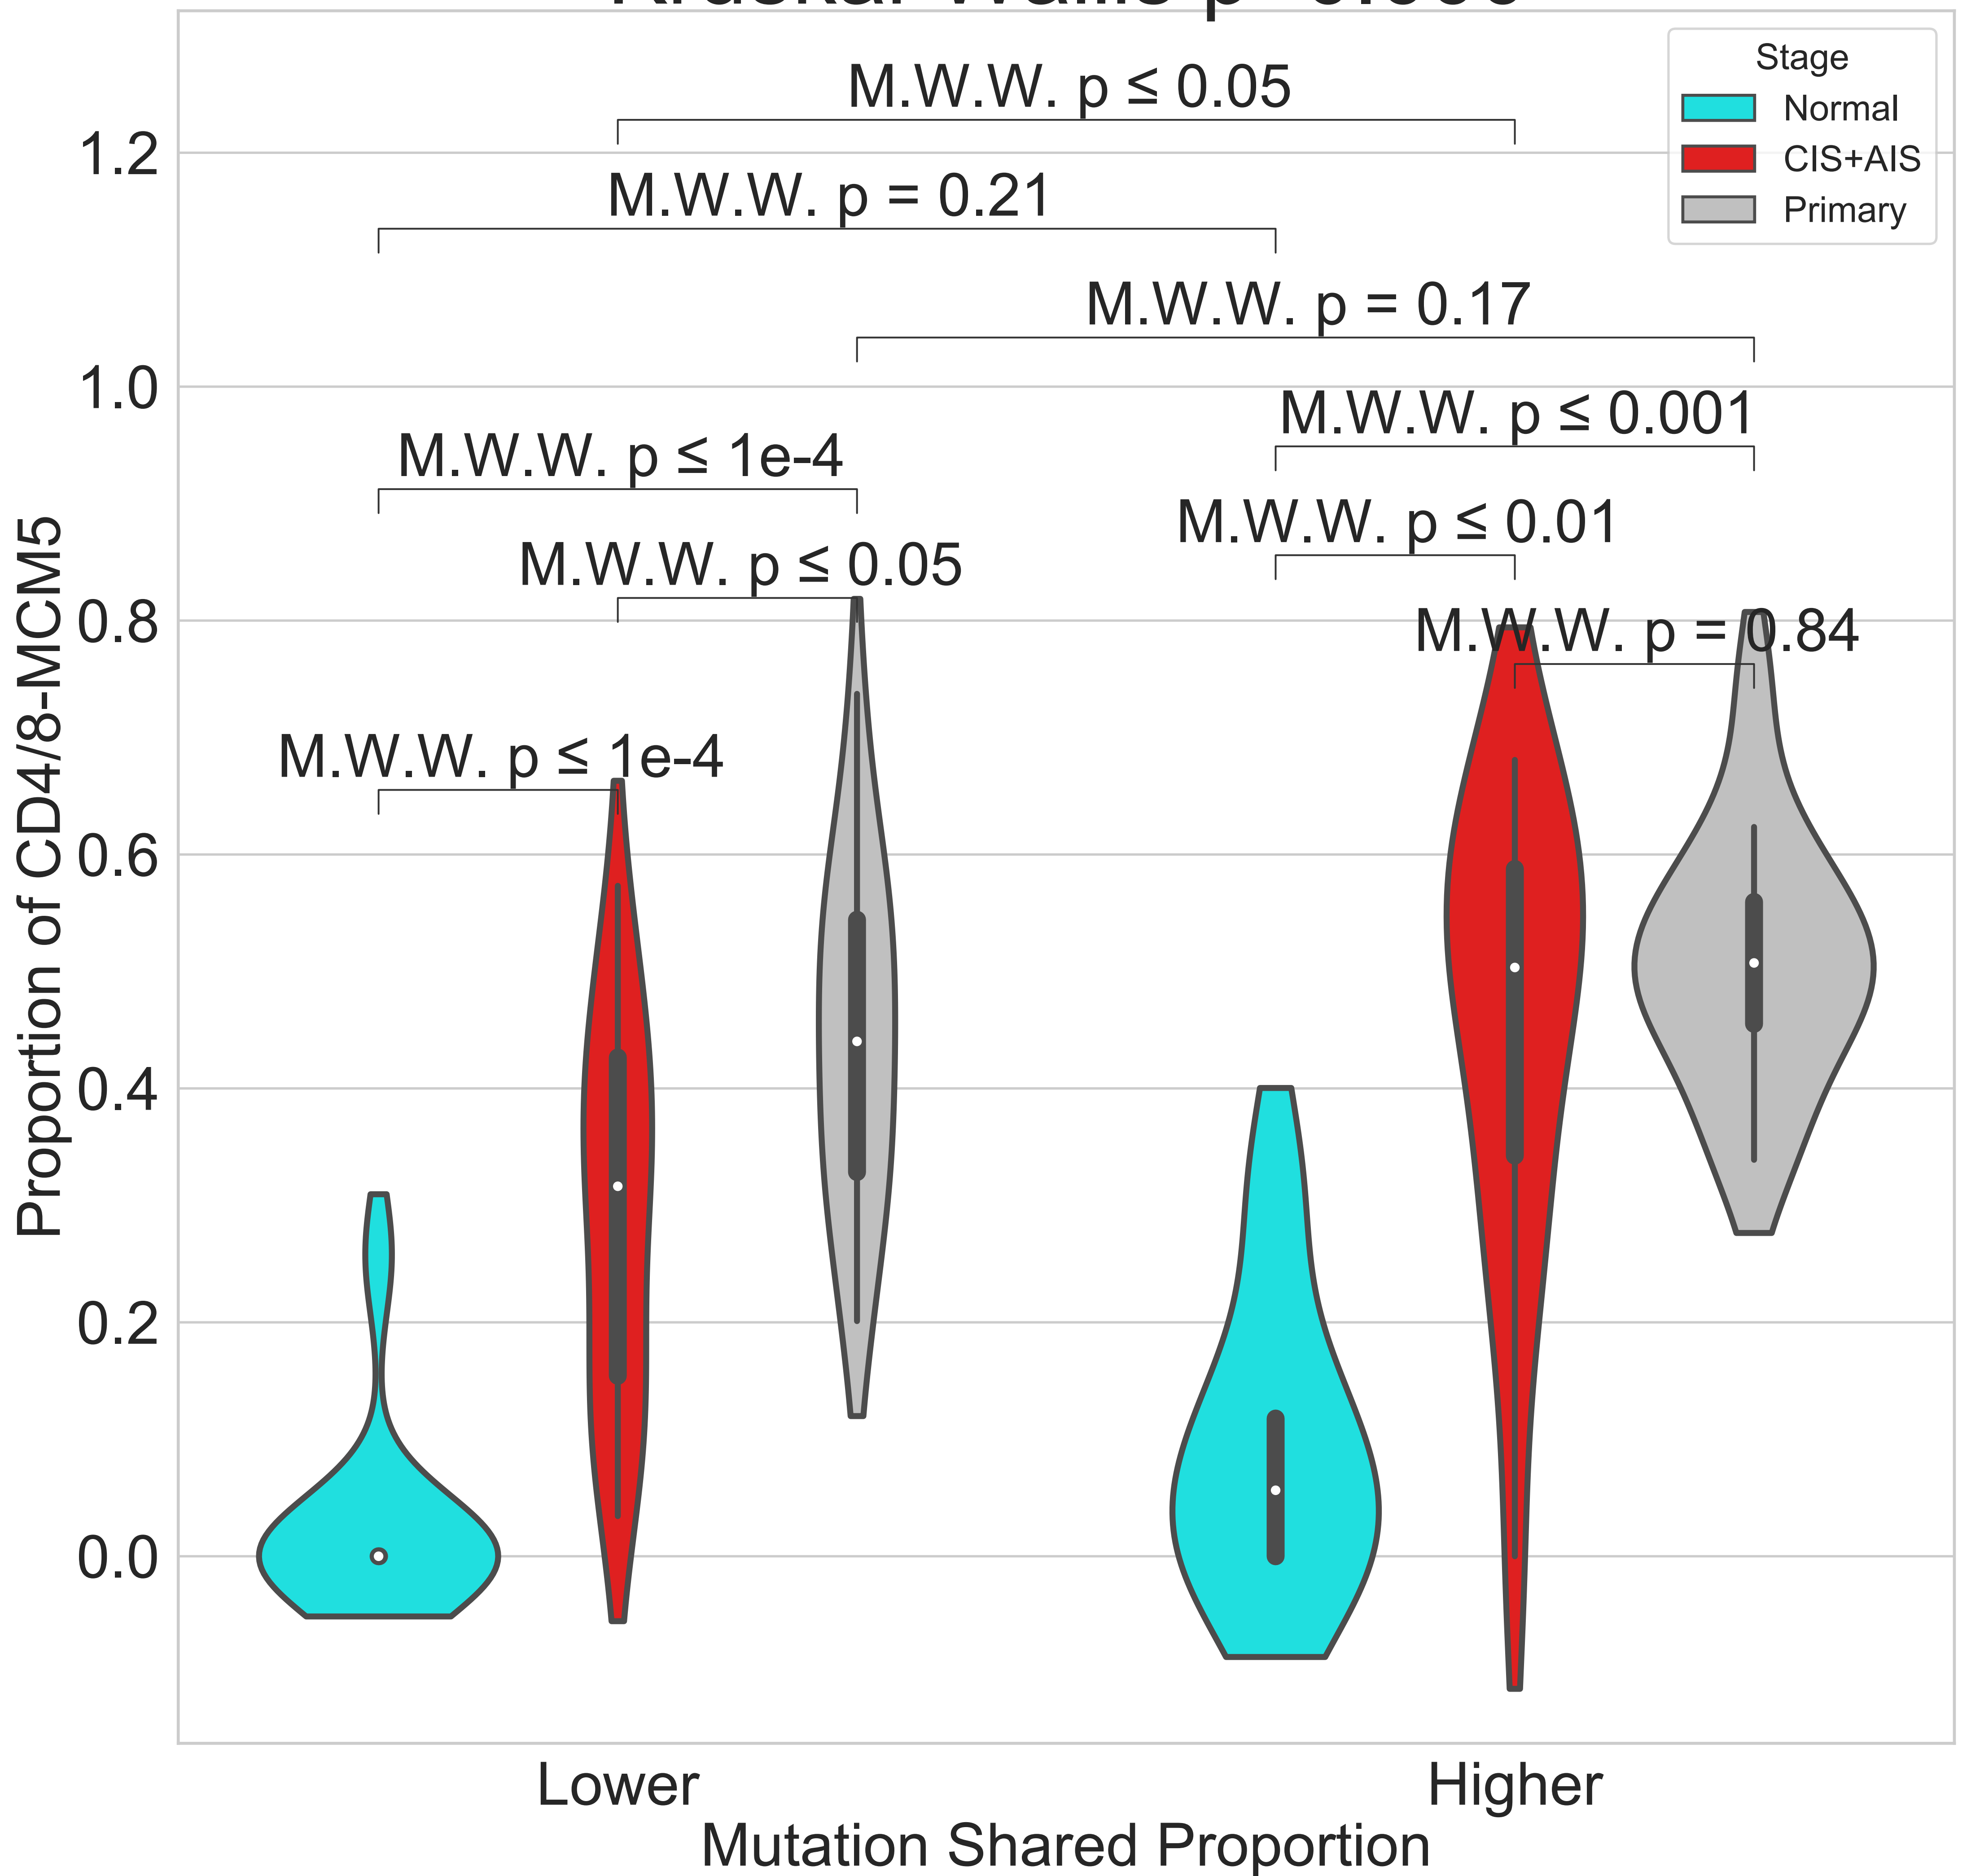 Stage
Normal
CIS+AIS
Primary
M.W.W. p ≤ 0.05
M.W.W. p = 0.21
M.W.W. p = 0.17
M.W.W. p ≤ 0.001
M.W.W. p ≤ 1e-4
M.W.W. p ≤ 0.01
M.W.W. p ≤ 0.05
M.W.W. p = 0.84
M.W.W. p ≤ 1e-4
1.2
1.0
0.8
0.6
0.4
0.2
0.0
Proportion of CD4/8-MCM5
Lower
Higher
Mutation Shared Proportion